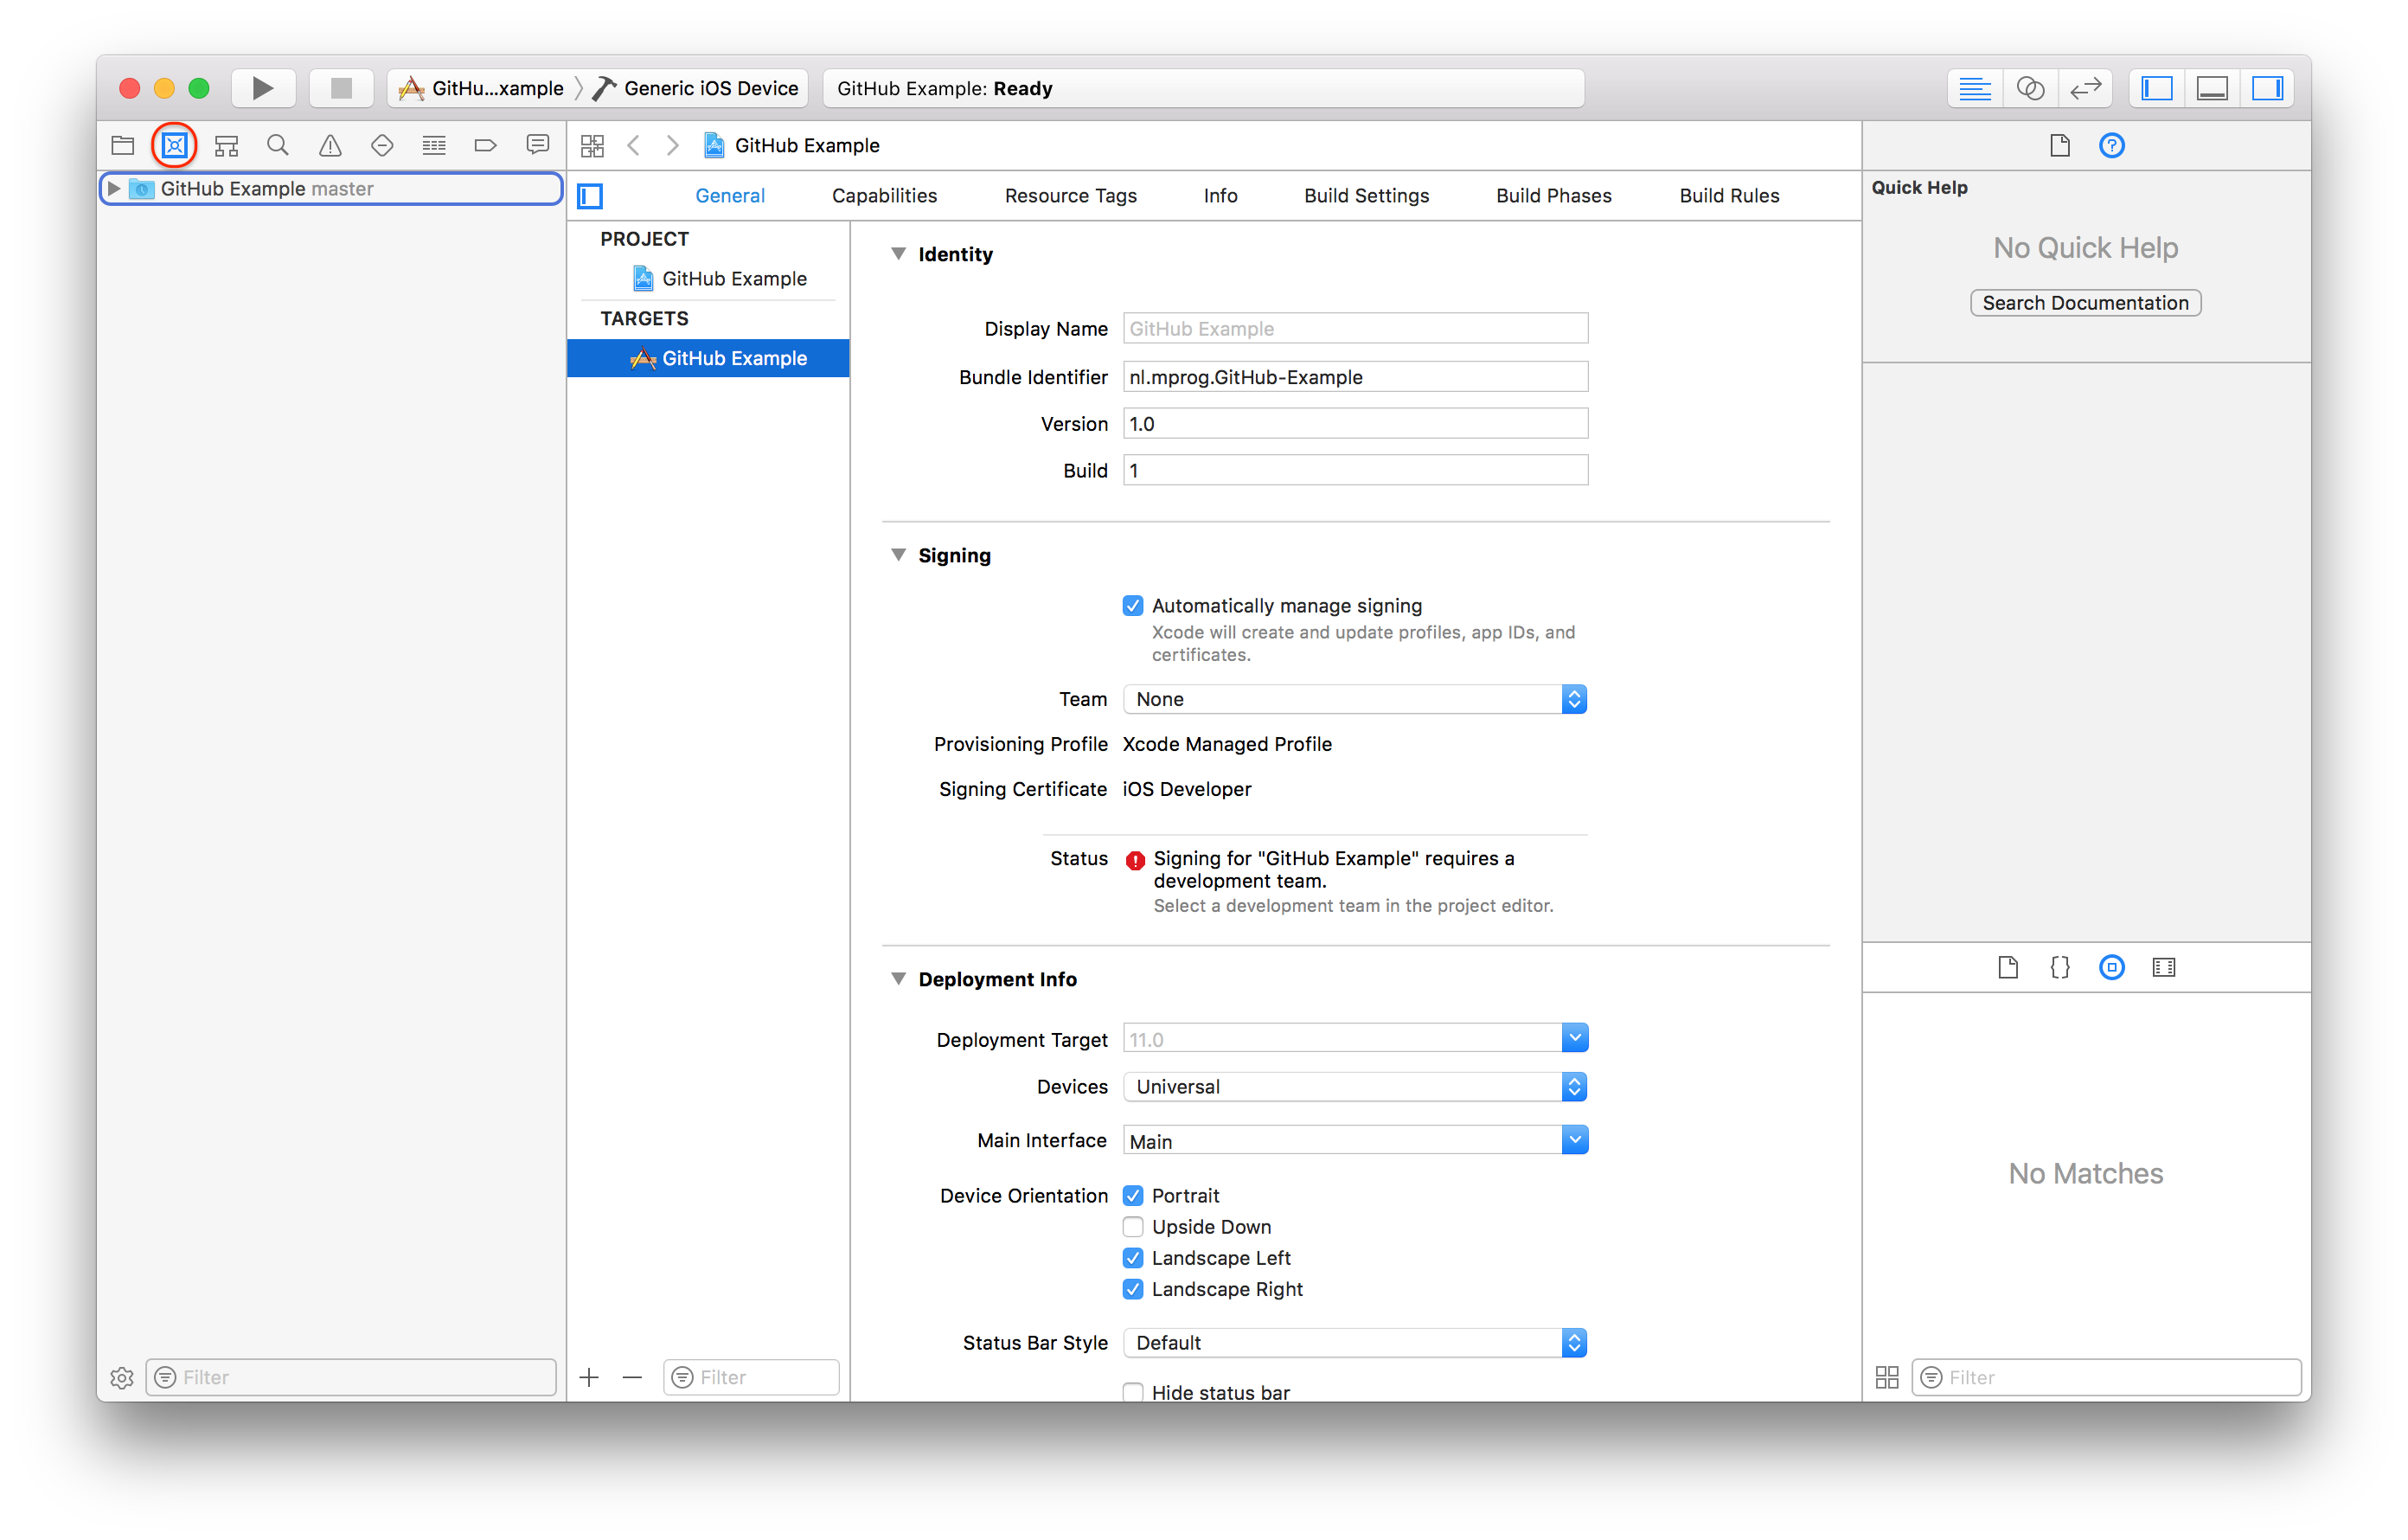 GitHu...xample
Generic iOS Device
GitHub Example: Ready
GitHub Example
GitHub Example master
General
Capabilities
Resource Tags
Info
Build Settings
Build Phases
Build Rules
PROJECT
GitHub Example
TARGETS
GitHub Example
Filter
Identity
Display Name GitHub Example
Bundle Identifier nl.mprog.GitHub-Example
Version 1.0
Build 1
Signing
Automatically manage signing
Xcode will create and update profiles, app IDs, and
certificates.
Team None
Provisioning Profile Xcode Managed Profile
Signing Certificate iOS Developer
Status Signing for "GitHub Example" requires a
development team.
Select a development team in the project editor.
Deployment Info
Deployment Target 11.0
Devices Universal
Main Interface Main
Device Orientation Portrait
Upside Down
Landscape Left
Landscape Right
Status Bar Style Default
Hide status bar
Filter
Quick Help
No Quick Help
Search Documentation
No Matches
Filter